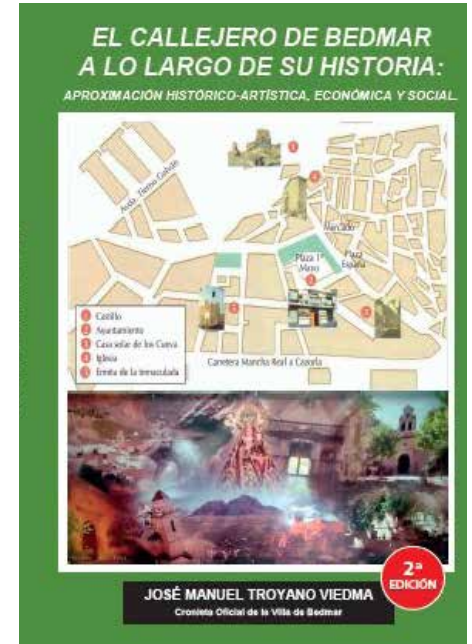 EL CALLEJERO DE BEDMAR
A LO LARGO DE SU HISTORIA:
APROXIMACIÓN HISTÓRICO-ARTÍSTICA, ECONÓMICA Y SOCIAL.
Avda. Tierno Galván
Mercado
Plaza 1º
Mayo
Plaza
España
1 Castillo
2 Ayuntamiento
3 Casa solar de los Cueva
4 Iglesia
5 Ermita de la Inmaculada
Carretera Mancha Real a Cazorla
2ª
EDICIÓN
JOSÉ MANUEL TROYANO VIEDMA
Cronista Oficial de la Villa de Bedmar